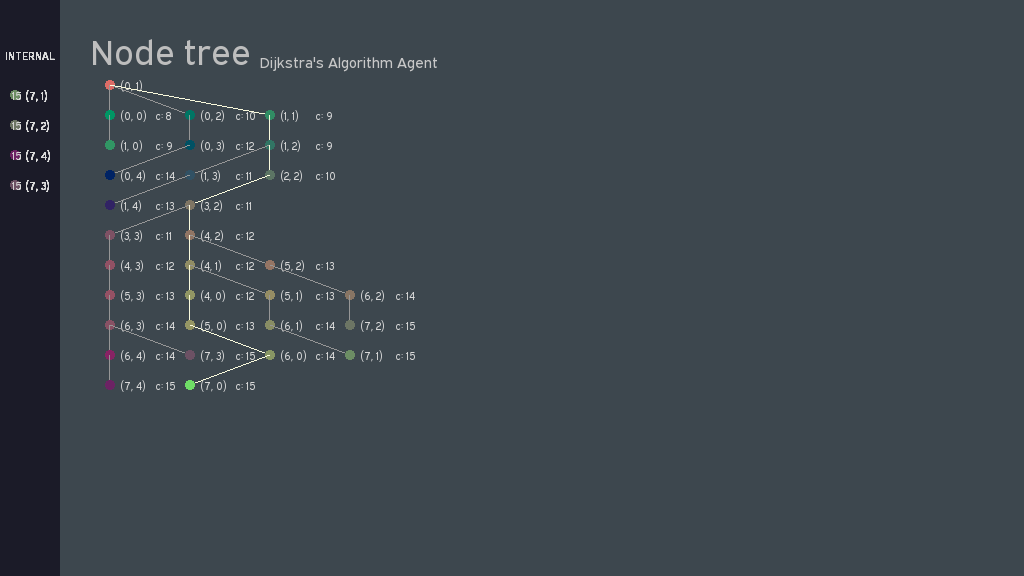 Node tree Dijkstra's Algorithm Agent
INTERNAL
15 (7, 1)
15 (7, 2)
15 (7, 4)
15 (7, 3)
(0, 1)
(0, 0) c: 8 (0, 2) c: 10 (1, 1) c: 9
(1, 0) c: 9 (0, 3) c: 12 (1, 2) c: 9
(0, 4) c: 14 (1, 3) c: 11 (2, 2) c: 10
(1, 4) c: 13 (3, 2) c: 11
(3, 3) c: 11 (4, 2) c: 12
(4, 3) c: 12 (4, 1) c: 12 (5, 2) c: 13
(5, 3) c: 13 (4, 0) c: 12 (5, 1) c: 13 (6, 2) c: 14
(6, 3) c: 14 (5, 0) c: 13 (6, 1) c: 14 (7, 2) c: 15
(6, 4) c: 14 (7, 3) c: 15 (6, 0) c: 14 (7, 1) c: 15
(7, 4) c: 15 (7, 0) c: 15